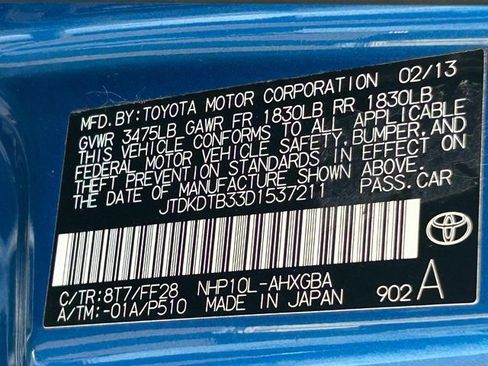 MFD. BY: TOYOTA MOTOR CORPORATION 02/13
GVWR 3475LB GAWR FR 1830LB RR 1830LB
THIS VEHICLE CONFORMS TO ALL APPLICABLE
FEDERAL MOTOR VEHICLE SAFETY, BUMPER, AND
THEFT PREVENTION STANDARDS IN EFFECT ON
THE DATE OF MANUFACTURE SHOWN ABOVE.
JTDKDTB33D1537211 PASS. CAR
TOYOTA
C/TR: 8T7/FF28 NHP10L-AHXGBA
A/TM: -01A/P510 MADE IN JAPAN 902 A